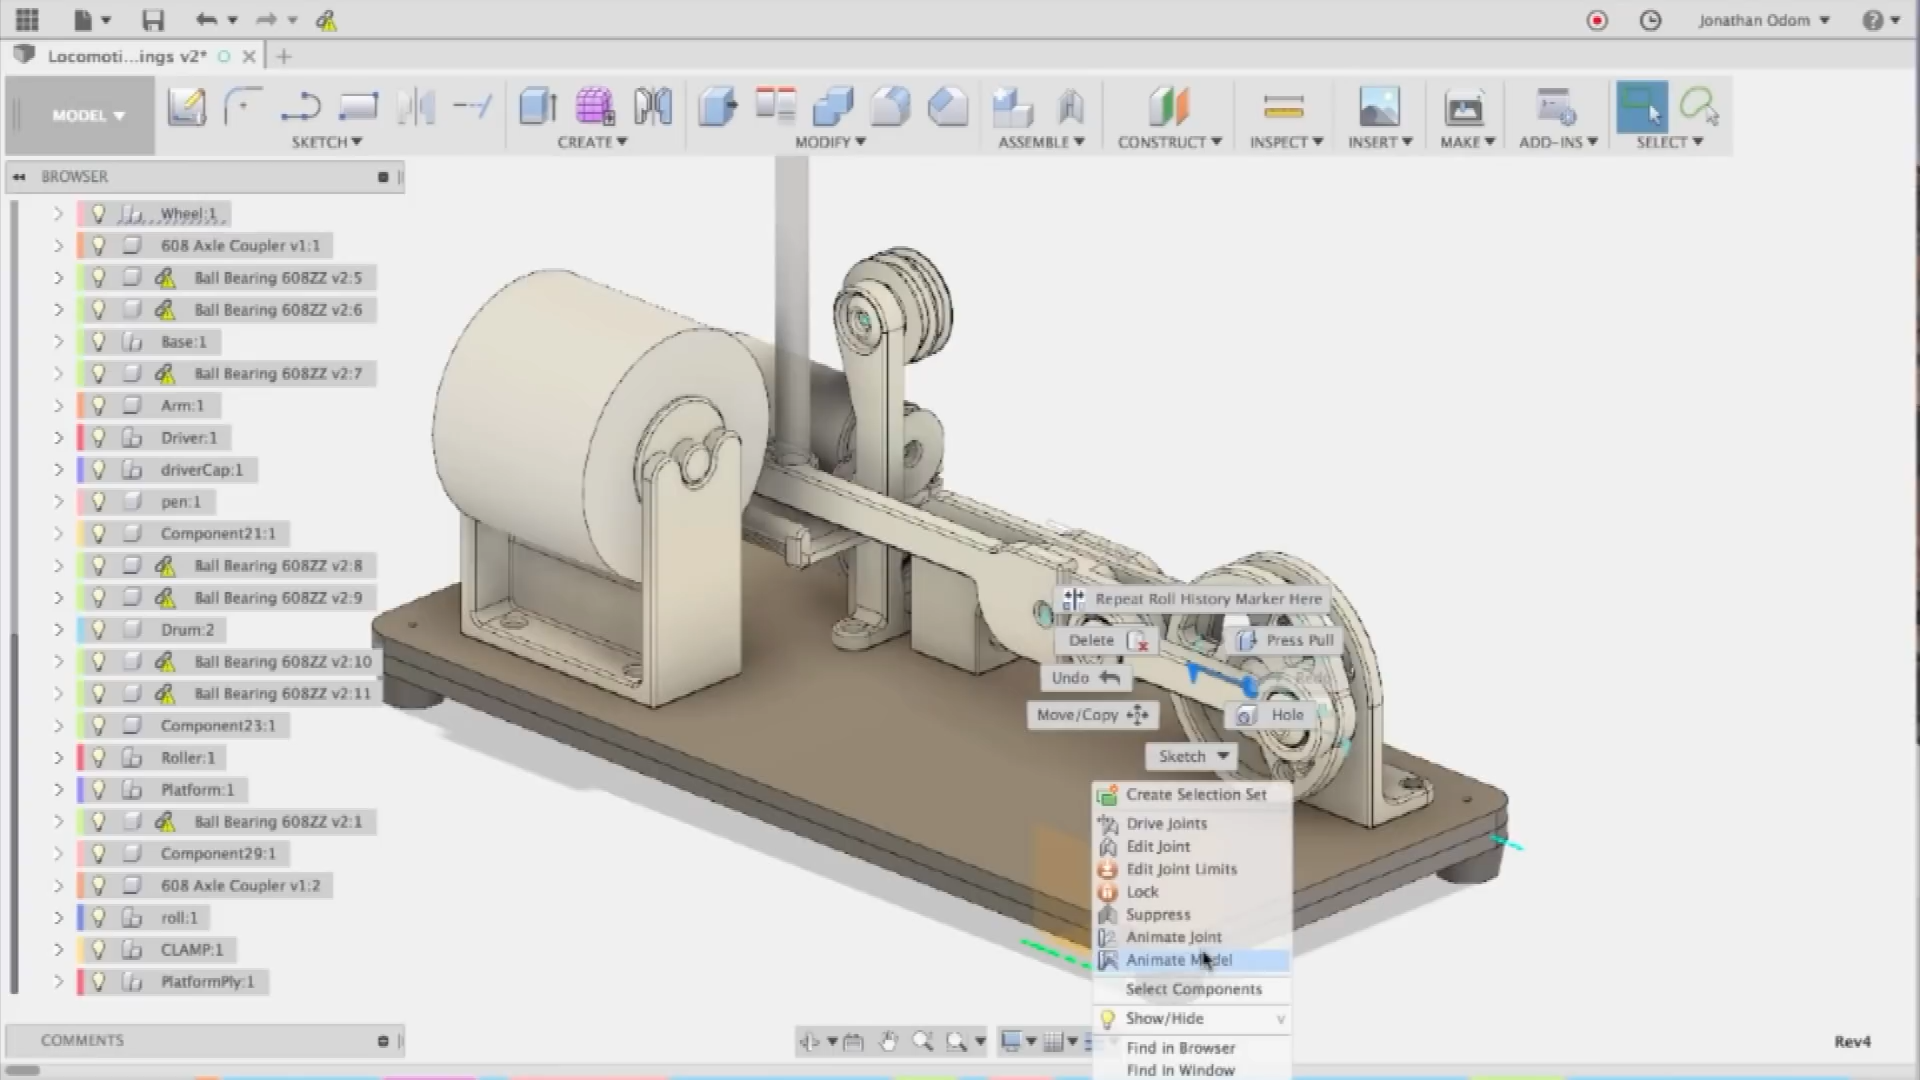 Jonathan Odom
Locomoti...ings v2*
MODEL
SKETCH
CREATE
MODIFY
ASSEMBLE
CONSTRUCT
INSPECT
INSERT
MAKE
ADD-INS
SELECT
BROWSER
Wheel:1
608 Axle Coupler v1:1
Ball Bearing 608ZZ v2:5
Ball Bearing 608ZZ v2:6
Base:1
Ball Bearing 608ZZ v2:7
Arm:1
Driver:1
driverCap:1
pen:1
Component21:1
Ball Bearing 608ZZ v2:8
Ball Bearing 608ZZ v2:9
Drum:2
Ball Bearing 608ZZ v2:10
Ball Bearing 608ZZ v2:11
Component23:1
Roller:1
Platform:1
Ball Bearing 608ZZ v2:1
Component29:1
608 Axle Coupler v1:2
roll:1
CLAMP:1
PlatformPly:1
COMMENTS
Repeat Roll History Marker Here
Delete
Press Pull
Undo
Redo
Move/Copy
Hole
Sketch
Create Selection Set
Drive Joints
Edit Joint
Edit Joint Limits
Lock
Suppress
Animate Joint
Animate Model
Select Components
Show/Hide V
Find in Browser
Find in Window
Rev4